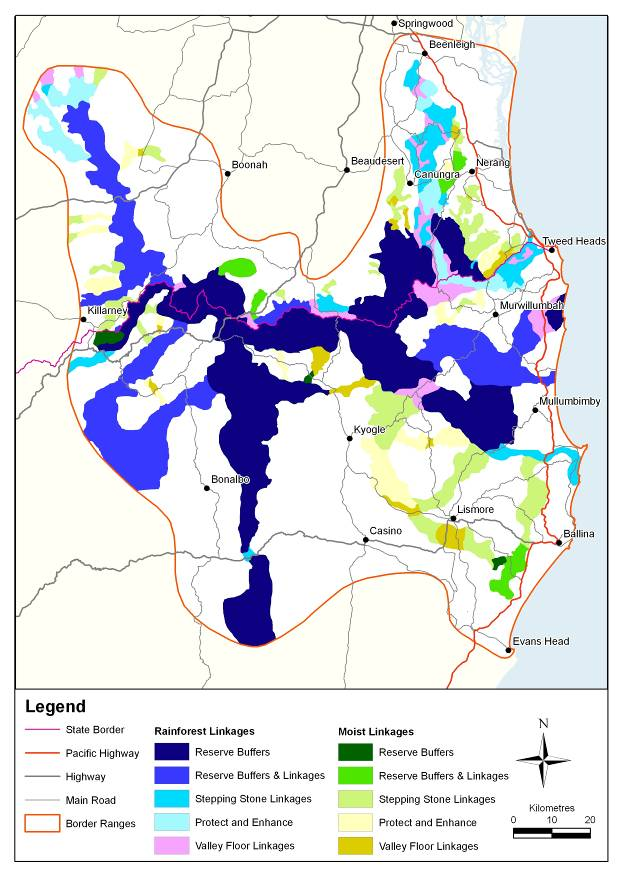 Springwood
Beenleigh
Boonah
Beaudesert
Nerang
Canungra
Tweed Heads
Killarney
Murwillumbah
Mullumbimby
Kyogle
Bonalbo
Lismore
Casino
Ballina
Evans Head
Legend
State Border
Pacific Highway
Highway
Main Road
Border Ranges
Rainforest Linkages
Reserve Buffers
Reserve Buffers & Linkages
Stepping Stone Linkages
Protect and Enhance
Valley Floor Linkages
Moist Linkages
Reserve Buffers
Reserve Buffers & Linkages
Stepping Stone Linkages
Protect and Enhance
Valley Floor Linkages
N
Kilometres
0 10 20